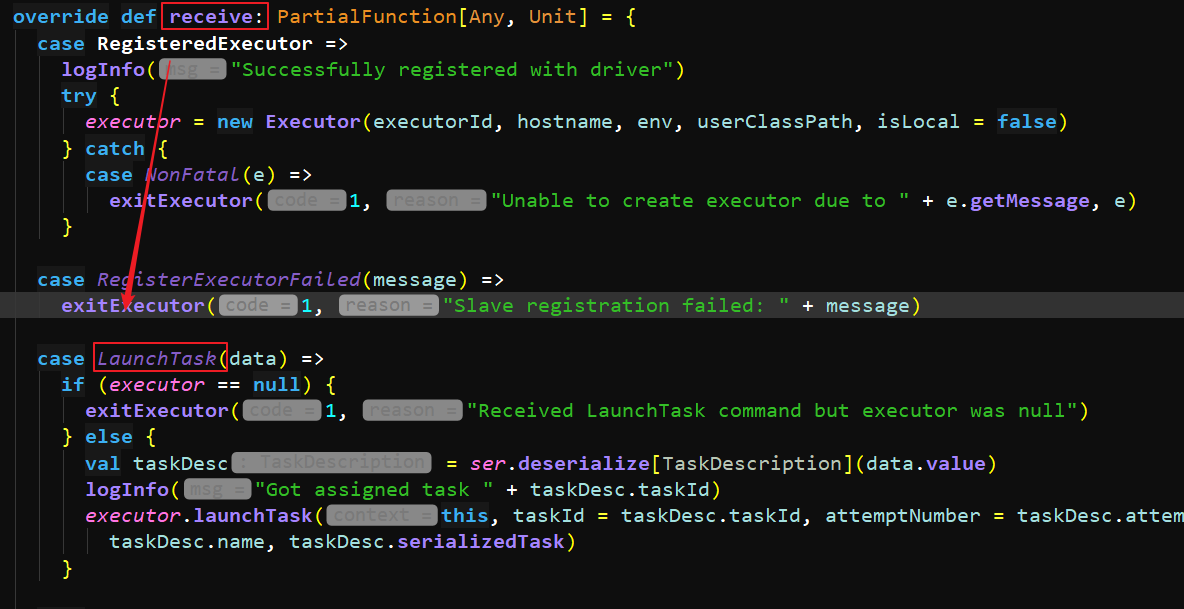 override def receive: PartialFunction[Any, Unit] = {
case RegisteredExecutor =>
logInfo( msg = "Successfully registered with driver")
try {
executor = new Executor(executorId, hostname, env, userClassPath, isLocal = false)
} catch {
case NonFatal(e) =>
exitExecutor( code = 1, reason = "Unable to create executor due to " + e.getMessage, e)
}
case RegisterExecutorFailed(message) =>
exitExecutor( code = 1, reason = "Slave registration failed: " + message)
case LaunchTask(data) =>
if (executor == null) {
exitExecutor( code = 1, reason = "Received LaunchTask command but executor was null")
} else {
val taskDesc : TaskDescription = ser.deserialize[TaskDescription](data.value)
logInfo( msg = "Got assigned task " + taskDesc.taskId)
executor.launchTask( context = this, taskId = taskDesc.taskId, attemptNumber = taskDesc.attem
taskDesc.name, taskDesc.serializedTask)
}